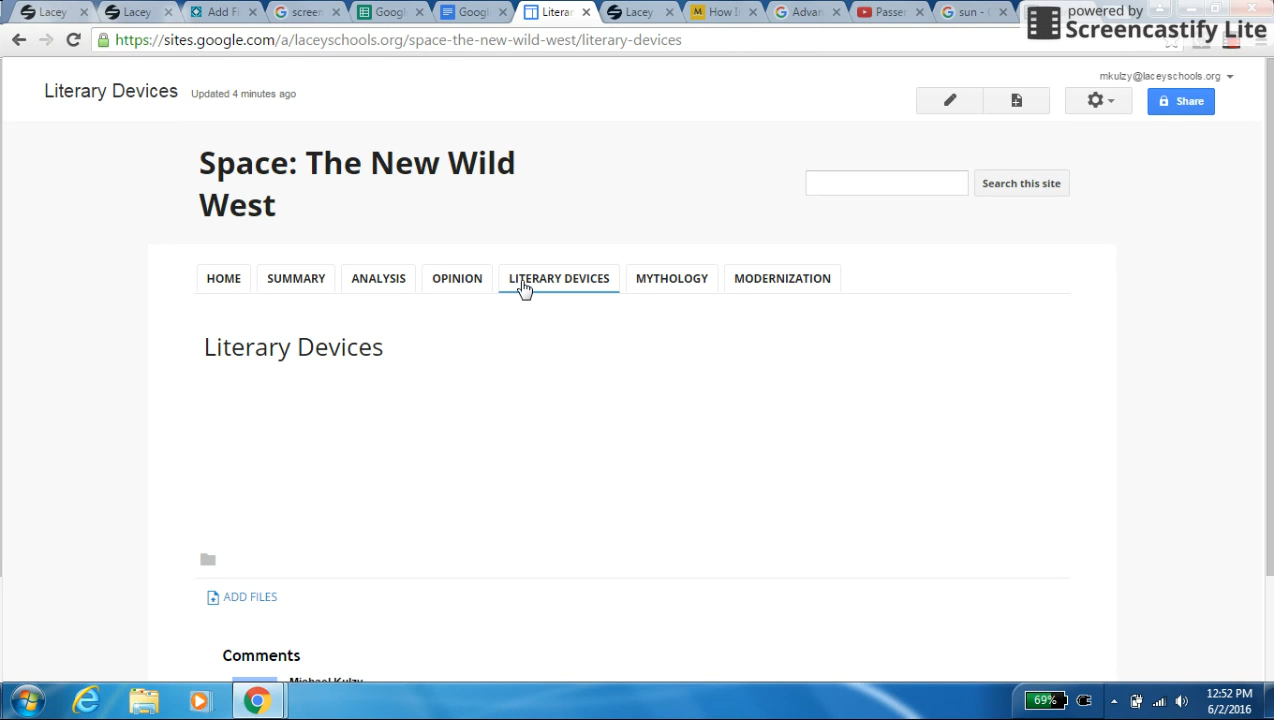 Lacey
Lacey
Add Fi
screen
Googl
Googl
Literar
Lacey
How I
Advan
Passer
sun - G
powered by
Screencastify Lite
https://sites.google.com/a/laceyschools.org/space-the-new-wild-west/literary-devices
mkulzy@laceyschools.org
Literary Devices Updated 4 minutes ago
Share
Space: The New Wild
West
Search this site
HOME SUMMARY ANALYSIS OPINION LITERARY DEVICES MYTHOLOGY MODERNIZATION
Literary Devices
ADD FILES
Comments
Michael Kulzy
69%
12:52 PM
6/2/2016